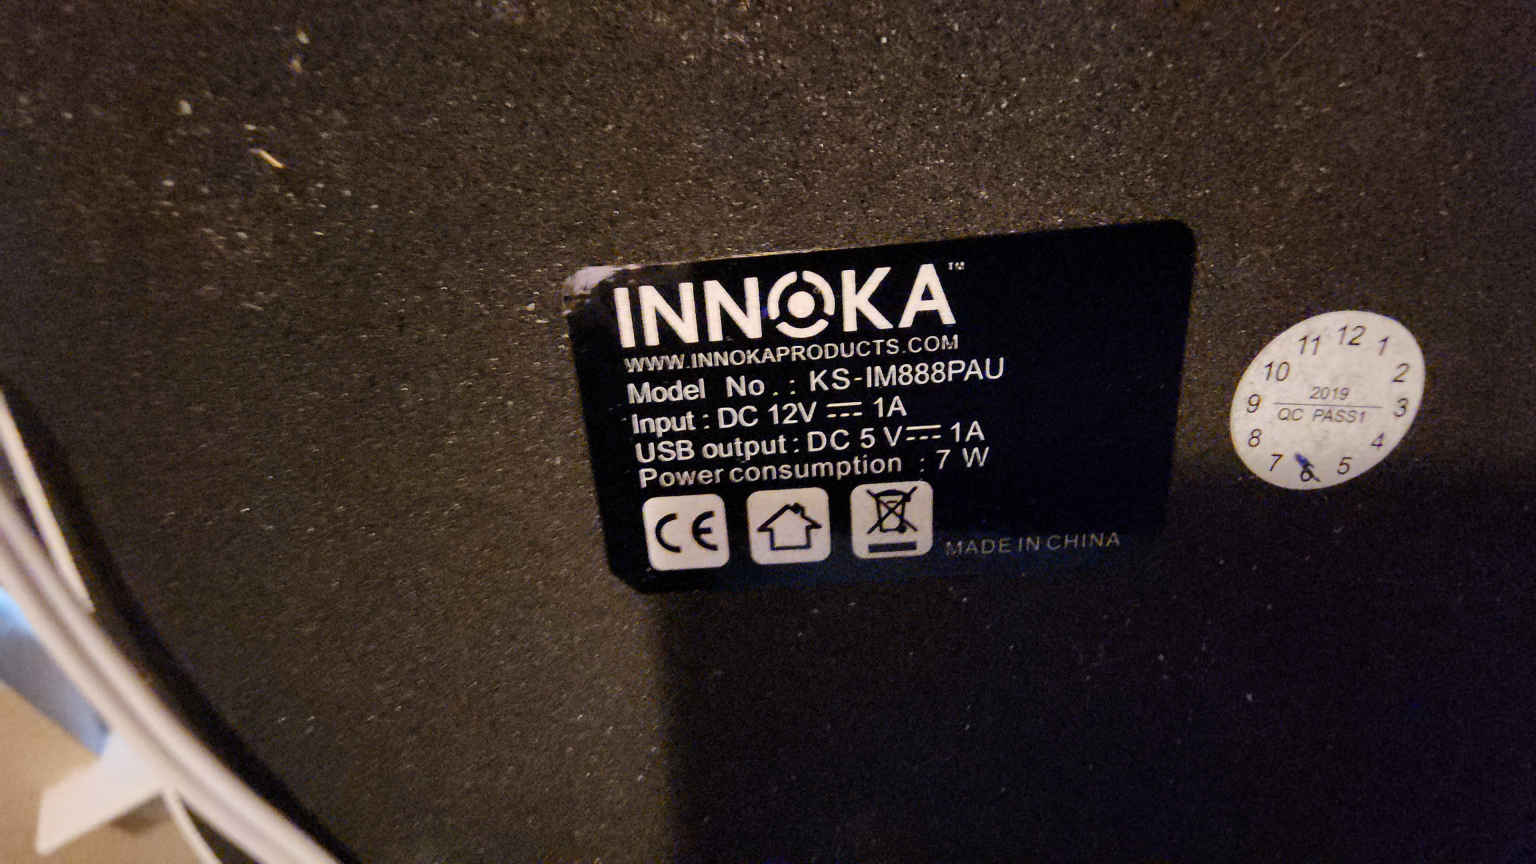 INNOKA™
WWW.INNOKAPRODUCTS.COM
Model No.: KS-IM888PAU
Input: DC 12V ⎓ 1A
USB output: DC 5 V⎓ 1A
Power consumption : 7 W
CE
MADE IN CHINA
12
11 1
10 2
2019
9 3
QC PASS1
8 4
7 5
6